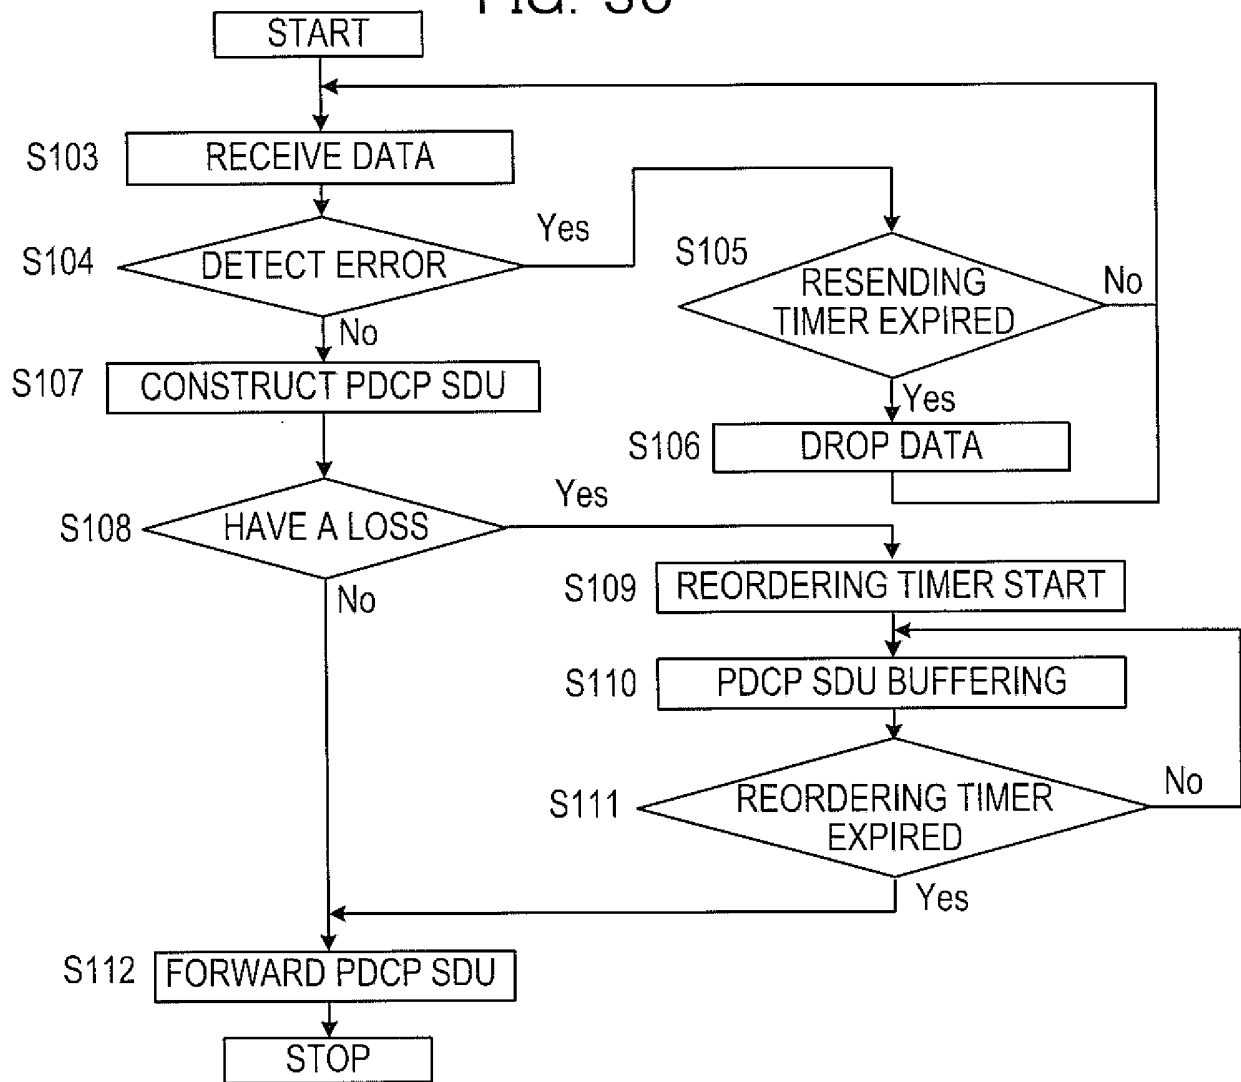 START
S103
RECEIVE DATA
S104
DETECT ERROR
Yes
No
S105
RESENDING
TIMER EXPIRED
No
Yes
S106
DROP DATA
S107
CONSTRUCT PDCP SDU
S108
HAVE A LOSS
Yes
No
S109
REORDERING TIMER START
S110
PDCP SDU BUFFERING
S111
REORDERING TIMER
EXPIRED
No
Yes
S112
FORWARD PDCP SDU
STOP